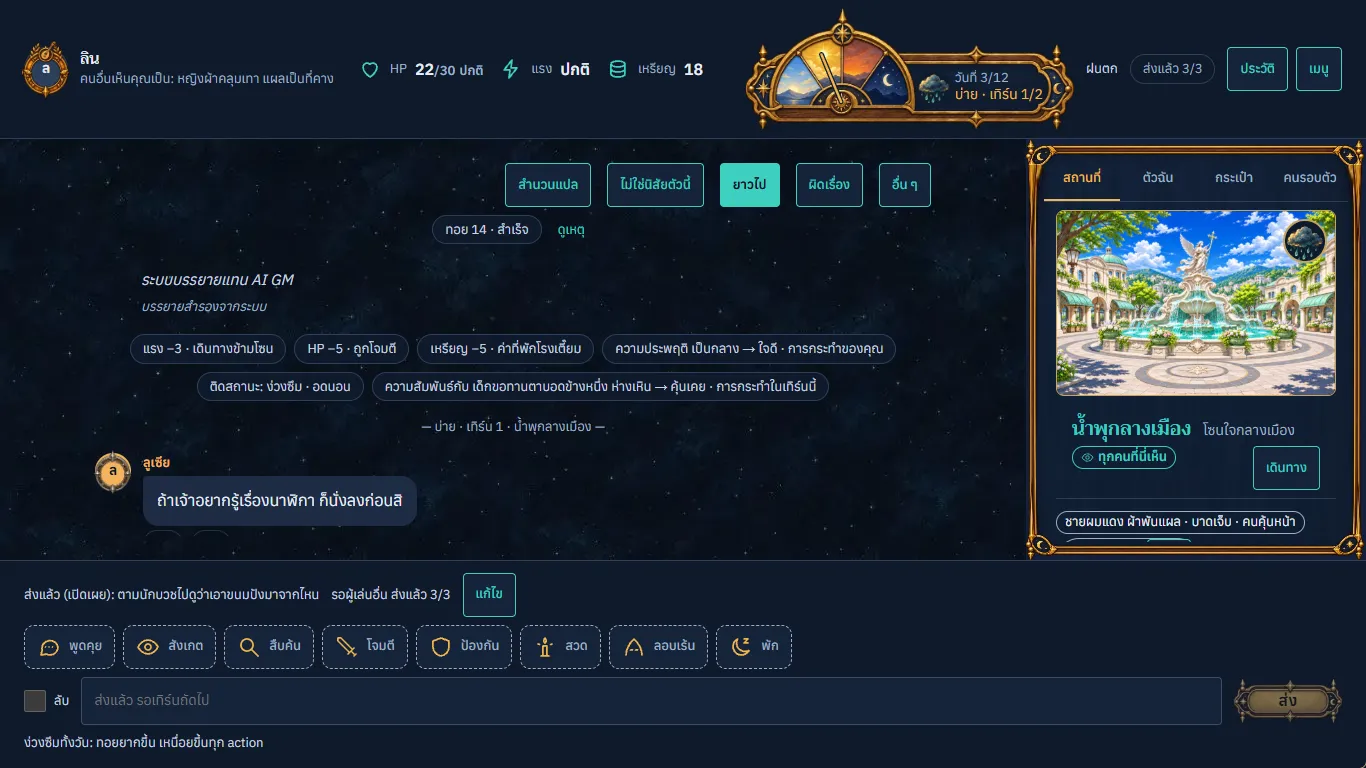 ล
ลิน
คนอื่นเห็นคุณเป็น: หญิงผ้าคลุมเทา แผลเป็นที่คาง
HP 22/30 ปกติ
แรง ปกติ
เหรียญ 18
วันที่ 3/12
บ่าย · เทิร์น 1/2
ฝนตก
ส่งแล้ว 3/3
ประวัติ
เมนู
สำนวนแปล
ไม่ใช่นิสัยตัวนี้
ยาวไป
ผิดเรื่อง
อื่น ๆ
ทอย 14 · สำเร็จ
ดูเหตุ
ระบบบรรยายแทน AI GM
บรรยายสำรองจากระบบ
แรง −3 · เดินทางข้ามโซน
HP −5 · ถูกโจมตี
เหรียญ −5 · ค่าที่พักโรงเตี๊ยม
ความประพฤติ เป็นกลาง → ใจดี · การกระทำของคุณ
ติดสถานะ: ง่วงซึม · อดนอน
ความสัมพันธ์กับ เด็กขอทานตาบอดข้างหนึ่ง ห่างเหิน → คุ้นเคย · การกระทำในเทิร์นนี้
— บ่าย · เทิร์น 1 · น้ำพุกลางเมือง —
ล
ลูเซีย
ถ้าเจ้าอยากรู้เรื่องนาฬิกา ก็นั่งลงก่อนสิ
สถานที่
ตัวฉัน
กระเป๋า
คนรอบตัว
น้ำพุกลางเมือง โซนใจกลางเมือง
ทุกคนที่นี่เห็น
เดินทาง
ชายผมแดง ผ้าพันแผล · บาดเจ็บ · คนคุ้นหน้า
ส่งแล้ว (เปิดเผย): ตามนักบวชไปดูว่าเอาขนมปังมาจากไหน รอผู้เล่นอื่น ส่งแล้ว 3/3
แก้ไข
พูดคุย
สังเกต
สืบค้น
โจมตี
ป้องกัน
สวด
ลอบเร้น
พัก
ลับ
ส่งแล้ว รอเทิร์นถัดไป
ส่ง
ง่วงซึมทั้งวัน: ทอยยากขึ้น เหนื่อยขึ้นทุก action